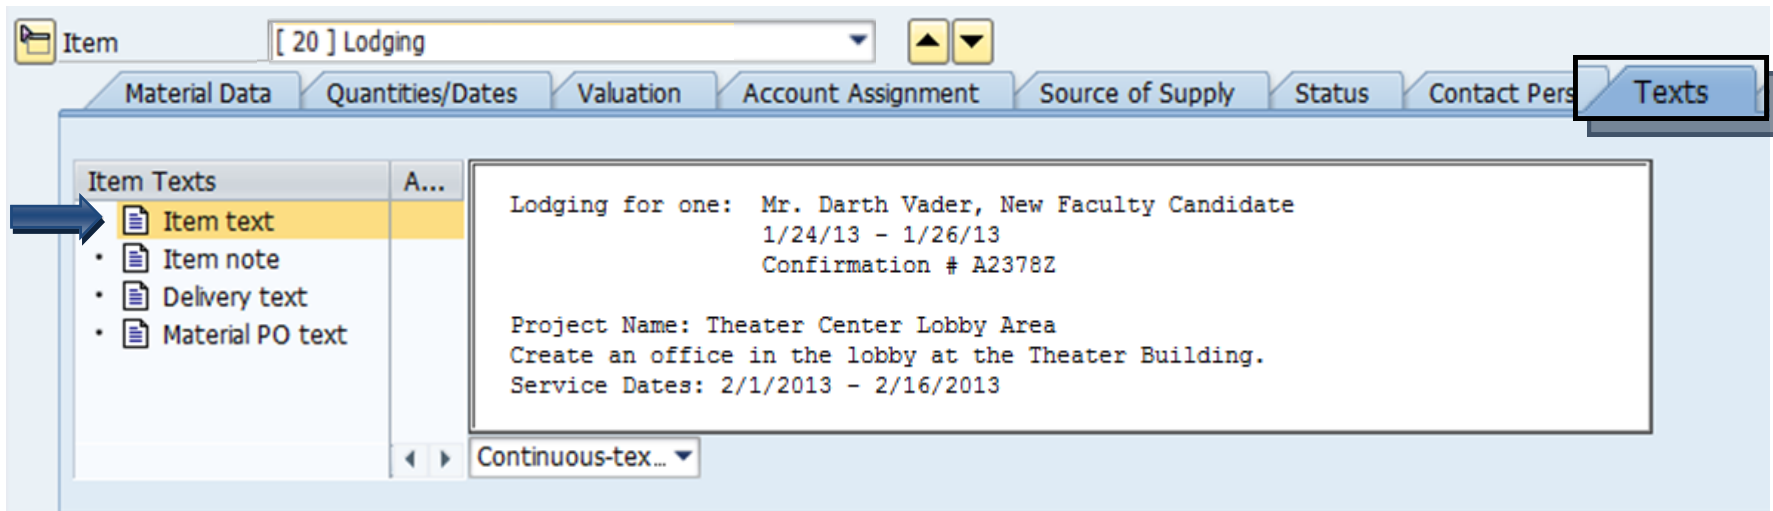 Item [ 20 ] Lodging
Material Data Quantities/Dates Valuation Account Assignment Source of Supply Status Contact Pers Texts
Item Texts A...
Item text
Item note
Delivery text
Material PO text
Lodging for one: Mr. Darth Vader, New Faculty Candidate
1/24/13 - 1/26/13
Confirmation # A2378Z
Project Name: Theater Center Lobby Area
Create an office in the lobby at the Theater Building.
Service Dates: 2/1/2013 - 2/16/2013
Continuous-tex...